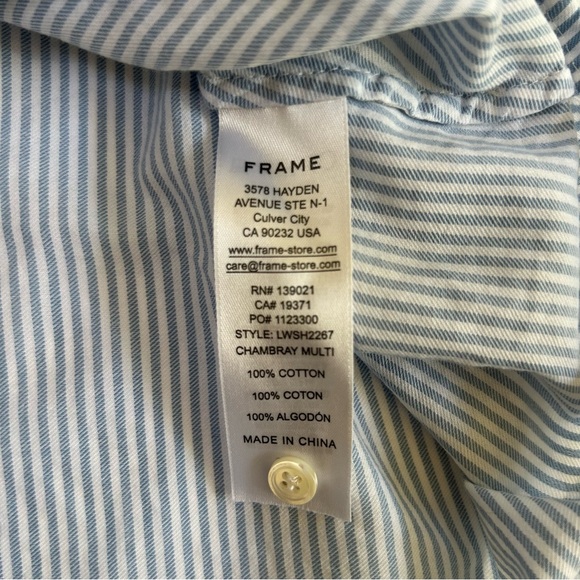 FRAME
3578 HAYDEN
AVENUE STE N-1
Culver City
CA 90232 USA
www.frame-store.com
care@frame-store.com
RN# 139021
CA# 19371
PO# 1123300
STYLE: LWSH2267
CHAMBRAY MULTI
100% COTTON
100% COTON
100% ALGODÓN
MADE IN CHINA